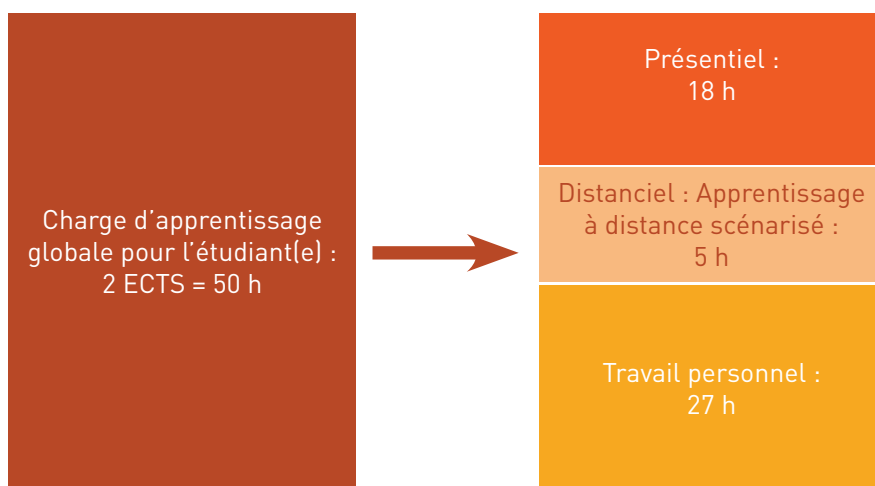 Charge d’apprentissage
globale pour l’étudiant(e) :
2 ECTS = 50 h
Présentiel :
18 h
Distanciel : Apprentissage
à distance scénarisé :
5 h
Travail personnel :
27 h